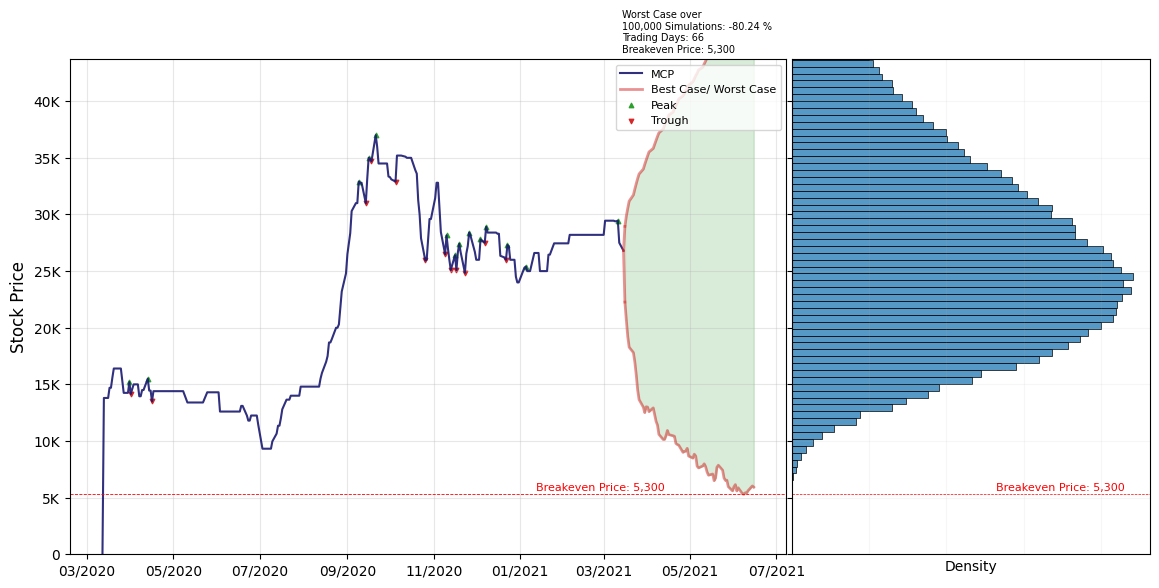 Worst Case over
100,000 Simulations: -80.24 %
Trading Days: 66
Breakeven Price: 5,300
MCP
Best Case/ Worst Case
Peak
Trough
Stock Price
40K
35K
30K
25K
20K
15K
10K
5K
0
Breakeven Price: 5,300
Breakeven Price: 5,300
03/2020 05/2020 07/2020 09/2020 11/2020 01/2021 03/2021 05/2021 07/2021
Density